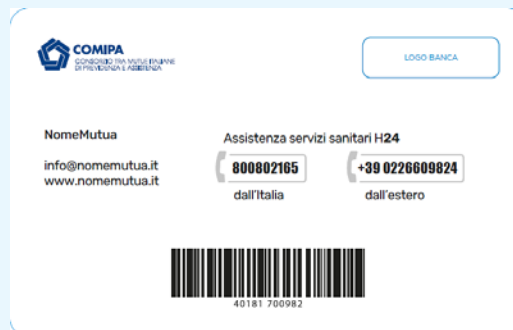 COMIPA
CONSORZIO TRA MUTUE ITALIANE
DI PREVIDENZA E ASSISTENZA
LOGO BANCA
NomeMutua
info@nomemutua.it
www.nomemutua.it
Assistenza servizi sanitari H24
800802165
dall'Italia
+39 0226609824
dall'estero
40181 700982